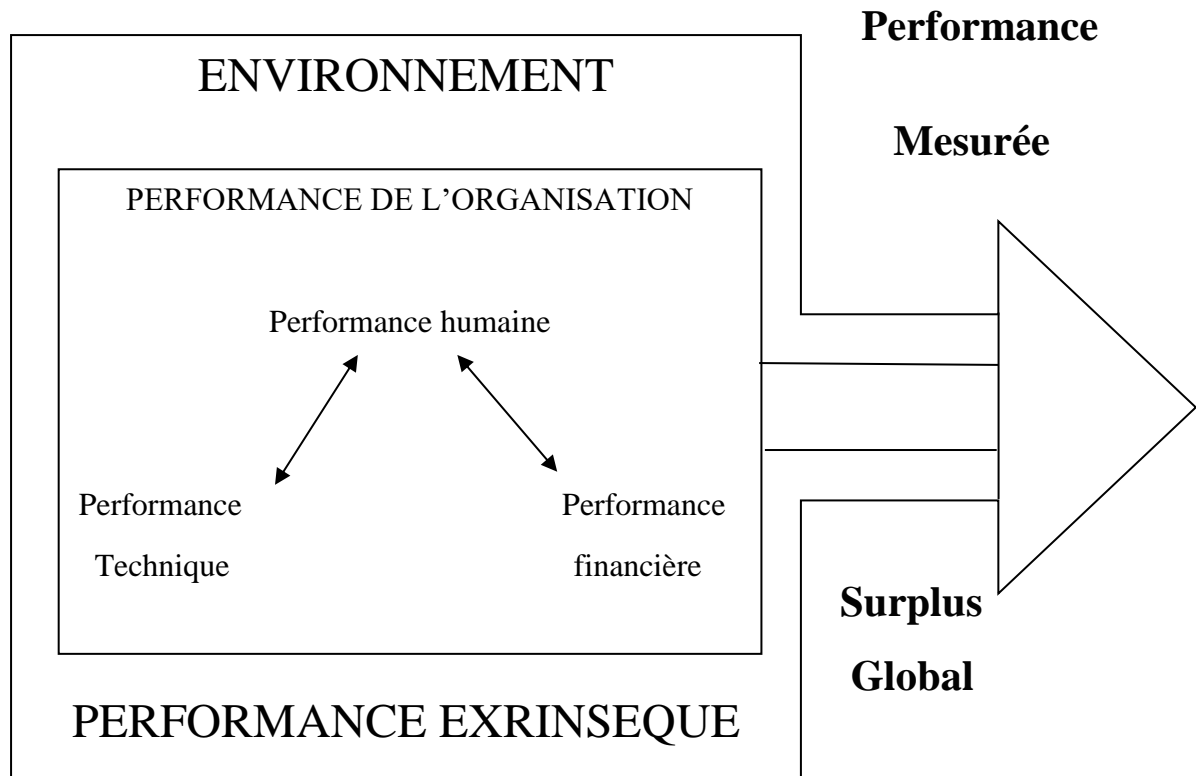 Performance
Mesurée
ENVIRONNEMENT
PERFORMANCE DE L’ORGANISATION
Performance humaine
Performance
Technique
Performance
financière
Surplus
Global
PERFORMANCE EXRINSEQUE